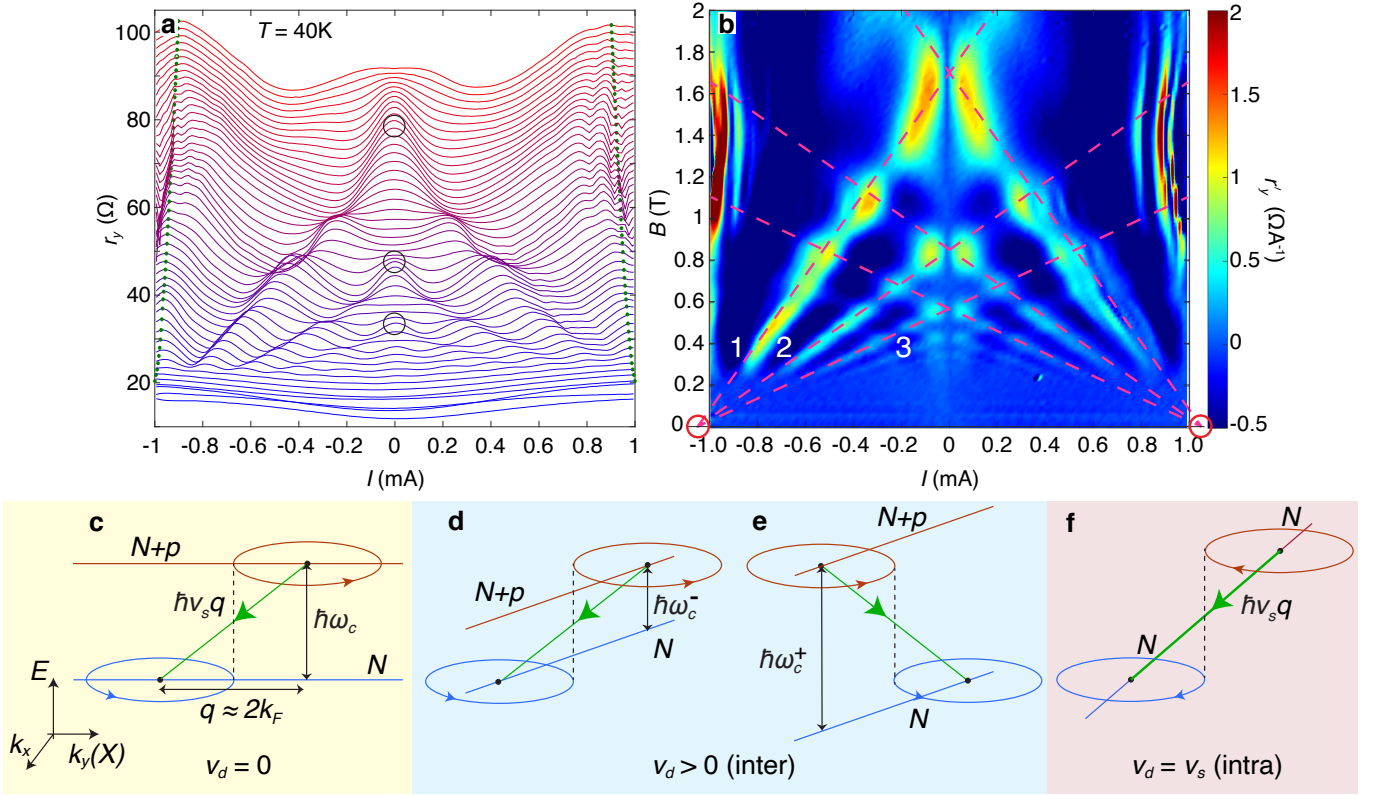 a
T = 40K
100
80
60
40
20
r_y (Ω)
-1 -0.8 -0.6 -0.4 -0.2 0 0.2 0.4 0.6 0.8 1
I (mA)
b
2
1.8
1.6
1.4
1.2
1
0.8
0.6
0.4
0.2
0
B (T)
1 2 3
-1.0 -0.8 -0.6 -0.4 -0.2 0 0.2 0.4 0.6 0.8 1.0
I (mA)
2
1.5
1
0.5
0
-0.5
r'_y (ΩA⁻¹)
c
N+p
ħv_sq
ħω_c
N
q ≈ 2k_F
E
k_x
k_y(X)
v_d = 0
d
N+p
ħω_c⁻
N
e
N+p
ħω_c⁺
N
v_d > 0 (inter)
f
N
ħv_sq
N
v_d = v_s (intra)